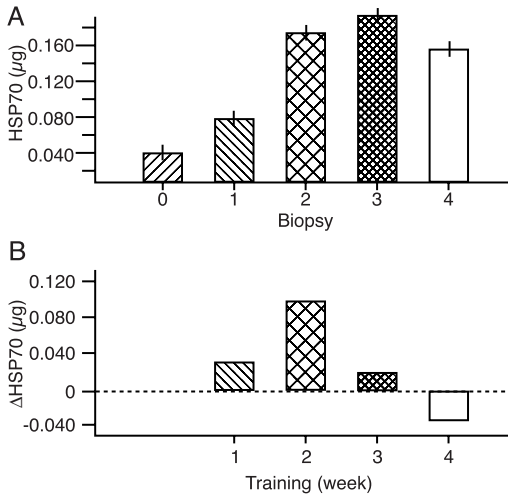 A
HSP70 (µg)
0.160
0.120
0.080
0.040
0 1 2 3 4
Biopsy
B
ΔHSP70 (µg)
0.120
0.080
0.040
0
-0.040
1 2 3 4
Training (week)